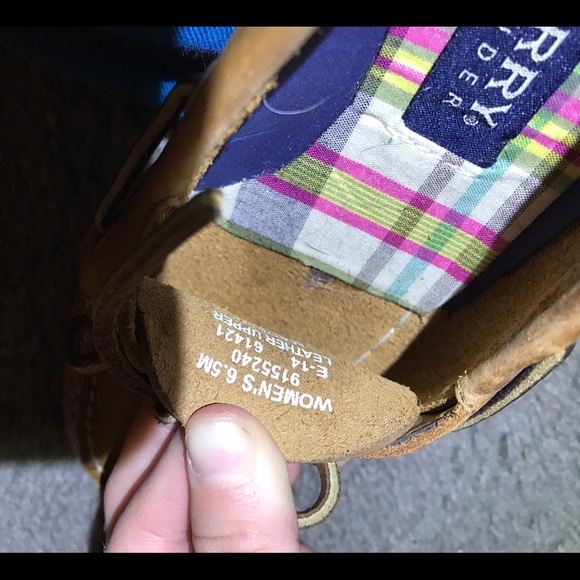 RRY
IDER®
WOMEN'S 6.5M
9155240
E-14
61421
LEATHER UPPER